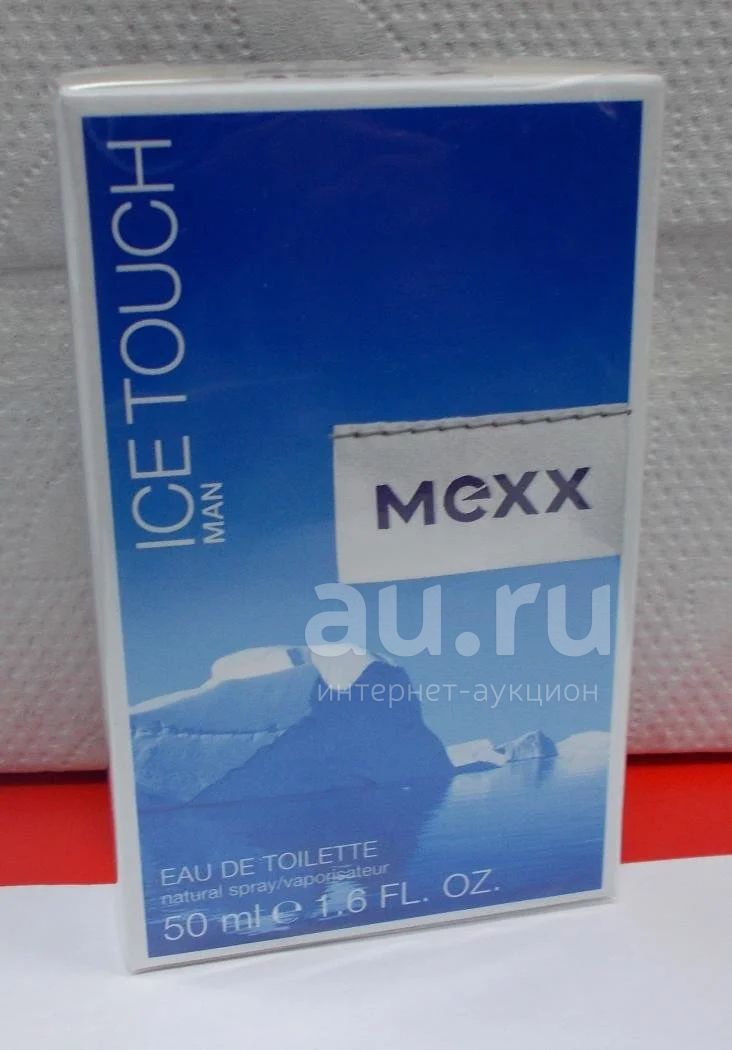 ICE TOUCH
MAN
MEXX
au.ru
интернет-аукцион
EAU DE TOILETTE
natural spray/vaporisateur
50 ml e 1.6 FL. OZ.